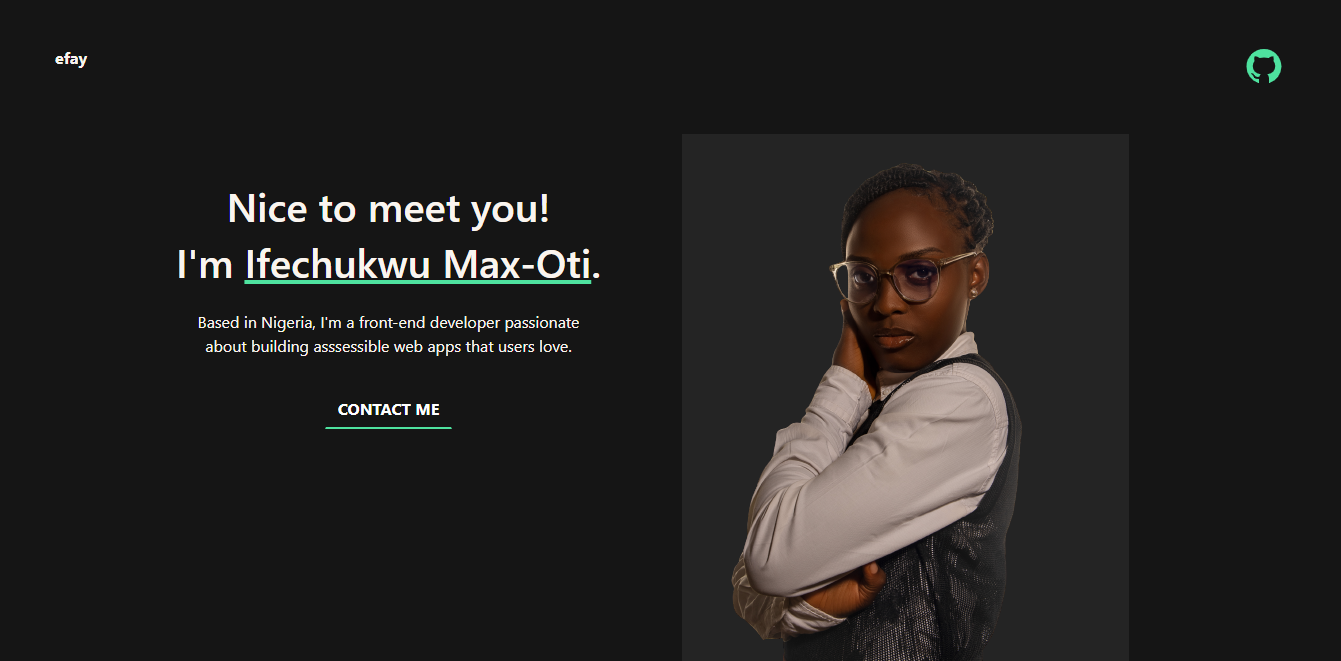 efay
Nice to meet you!
I'm Ifechukwu Max-Oti.
Based in Nigeria, I'm a front-end developer passionate
about building asssessible web apps that users love.
CONTACT ME